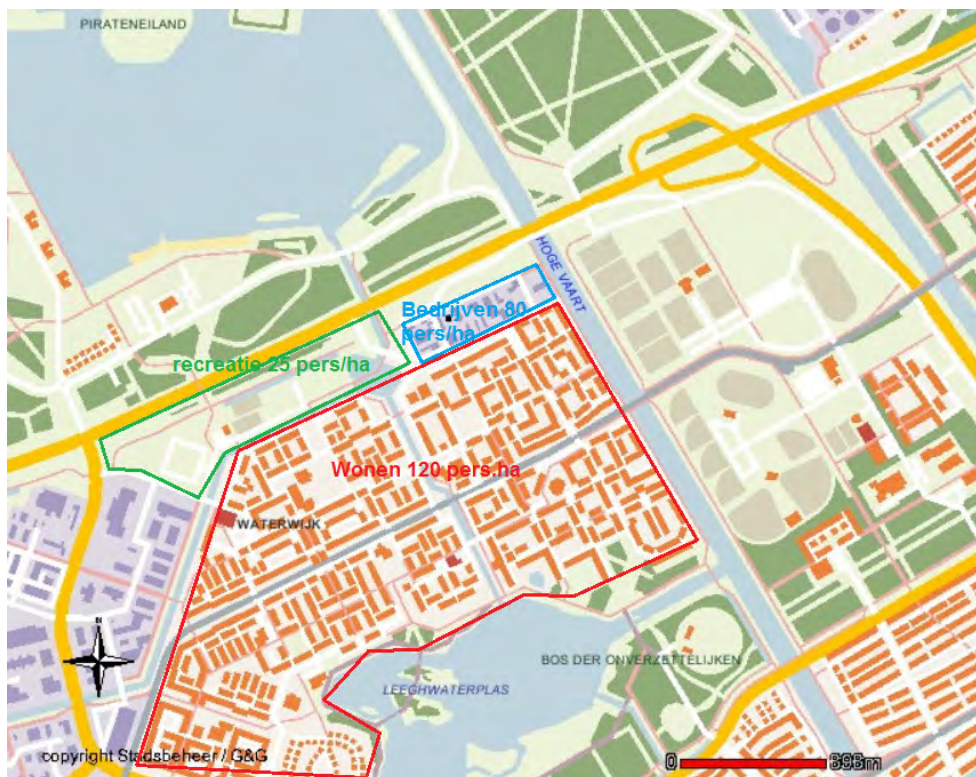 PIRATENEILAND
HOGE VAART
Bedrijven 80
pers/ha
recreatie 25 pers/ha
Wonen 120 pers.ha
WATERWIJK
N
BOS DER ONVERZETTELIJKEN
LEEGHWATERPLAS
copyright Stadsbeheer / G&G
0 898m